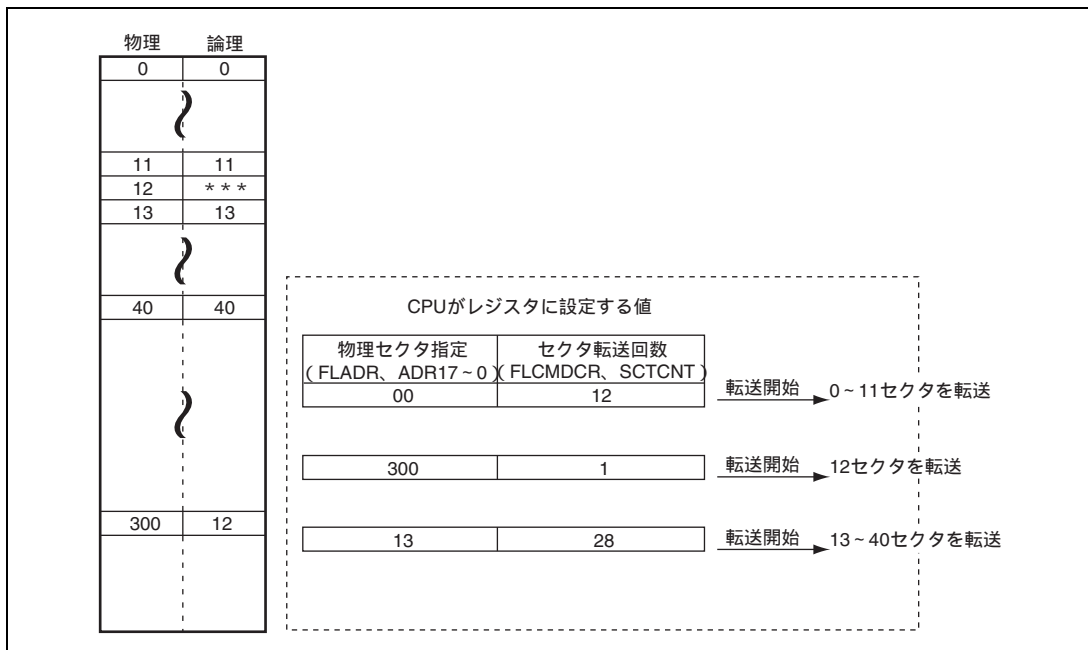 物理 論理
0 0
11 11
12 ***
13 13
40 40
300 12
CPUがレジスタに設定する値
物理セクタ指定 セクタ転送回数
(FLADR、ADR17~0) (FLCMDCR、SCTCNT)
00 12 転送開始 0~11セクタを転送
300 1 転送開始 12セクタを転送
13 28 転送開始 13~40セクタを転送